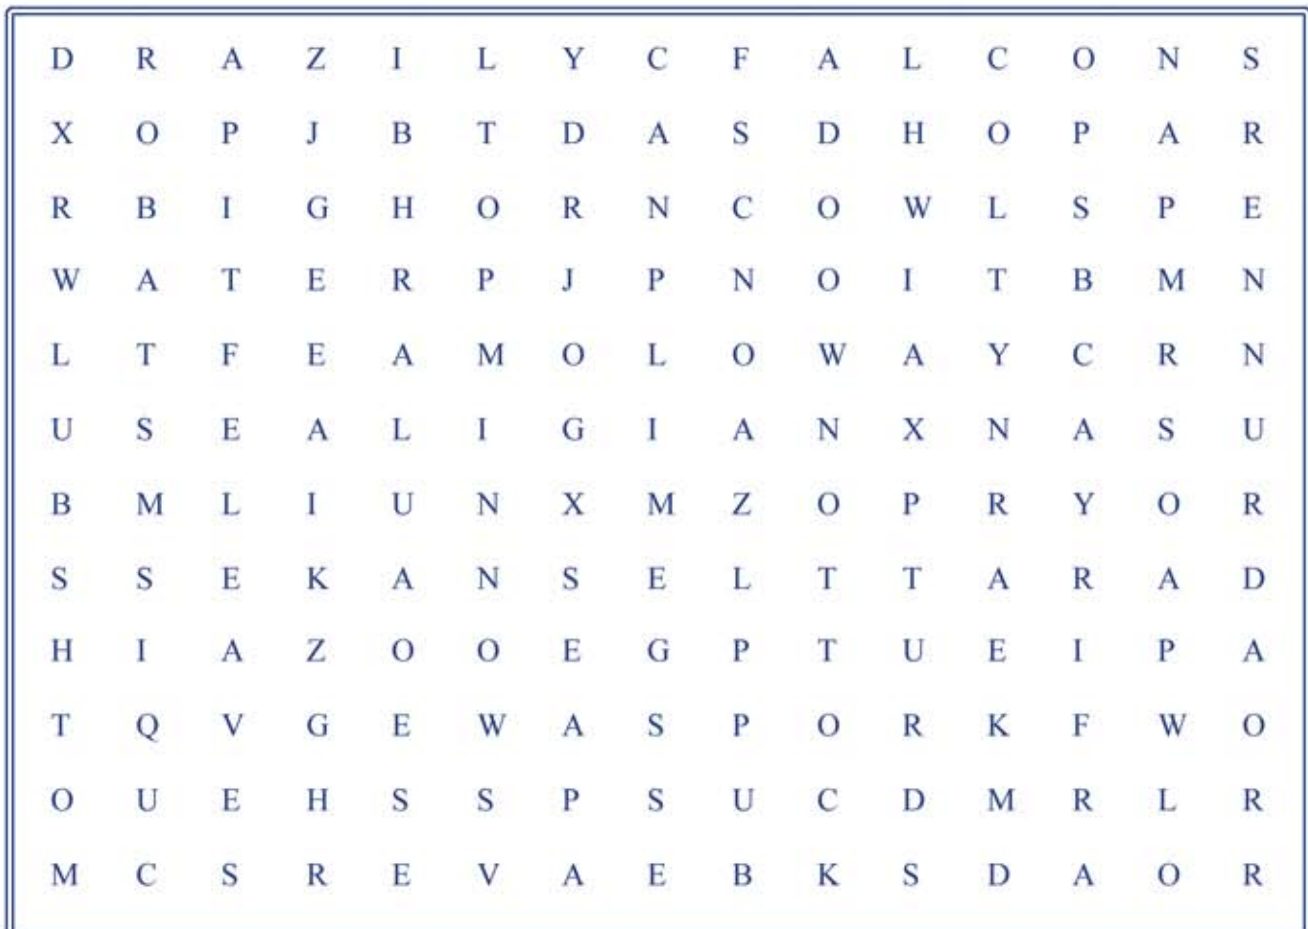 D R A Z I L Y C F A L C O N S
X O P J B T D A S D H O P A R
R B I G H O R N C O W L S P E
W A T E R P J P N O I T B M N
L T F E A M O L O W A Y C R N
U S E A L I G I A N X N A S U
B M L I U N X M Z O P R Y O R
S S E K A N S E L T T A R A D
H I A Z O O E G P T U E I P A
T Q V G E W A S P O R K F W O
O U E H S S P S U C D M R L R
M C S R E V A E B K S D A O R